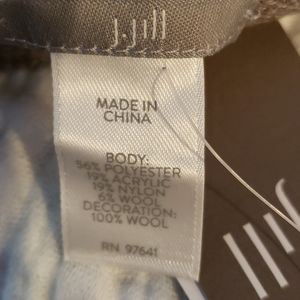 j.jill
MADE IN
CHINA
BODY:
56% POLYESTER
19% ACRYLIC
19% NYLON
6% WOOL
DECORATION:
100% WOOL
RN 97641